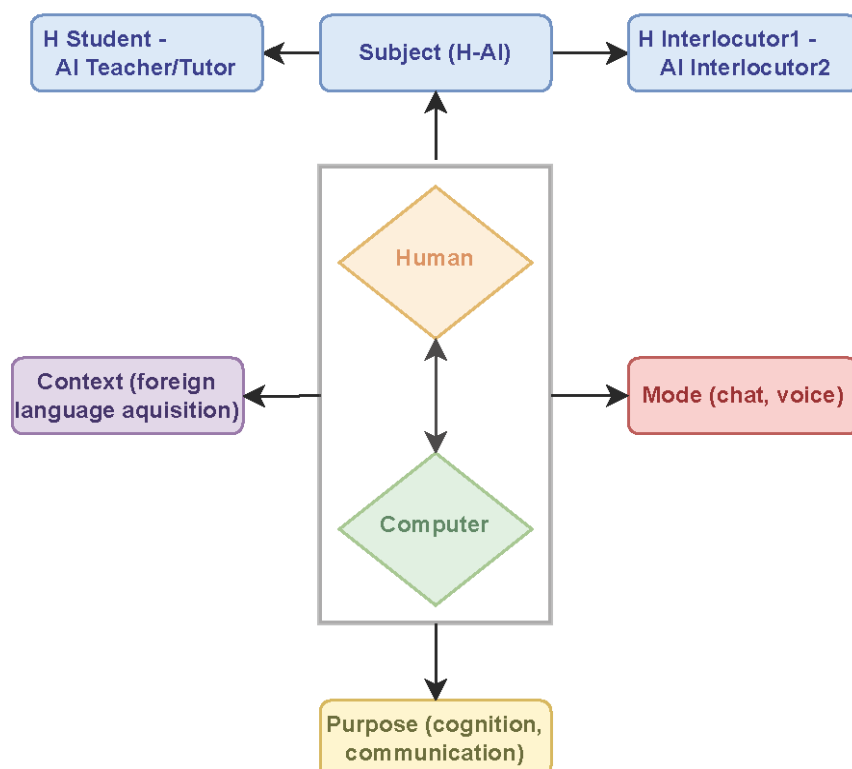 H Student -
AI Teacher/Tutor
Subject (H-AI)
H Interlocutor1 -
AI Interlocutor2
Human
Context (foreign
language aquisition)
Mode (chat, voice)
Computer
Purpose (cognition,
communication)